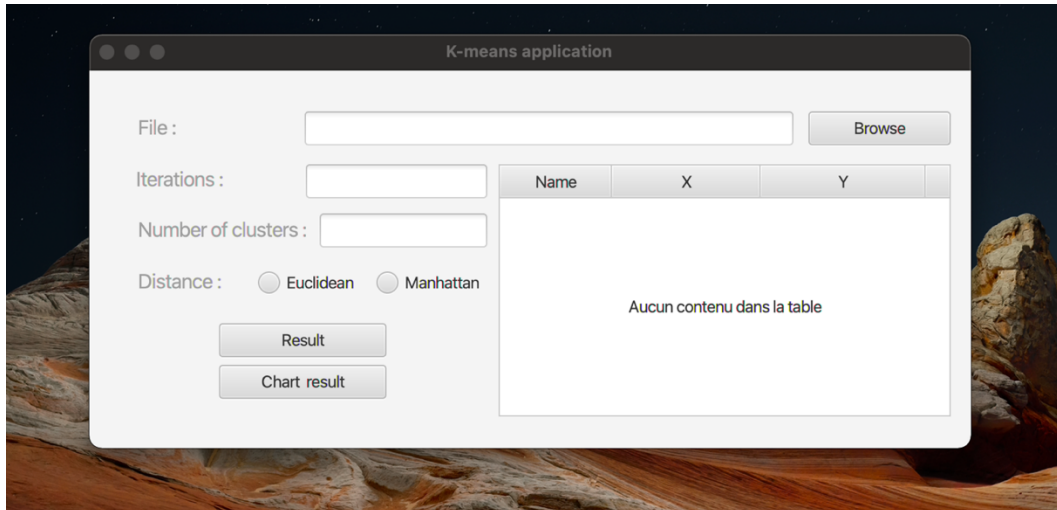 K-means application
File :
Browse
Iterations :
Name X Y
Number of clusters :
Distance : Euclidean Manhattan
Aucun contenu dans la table
Result
Chart result